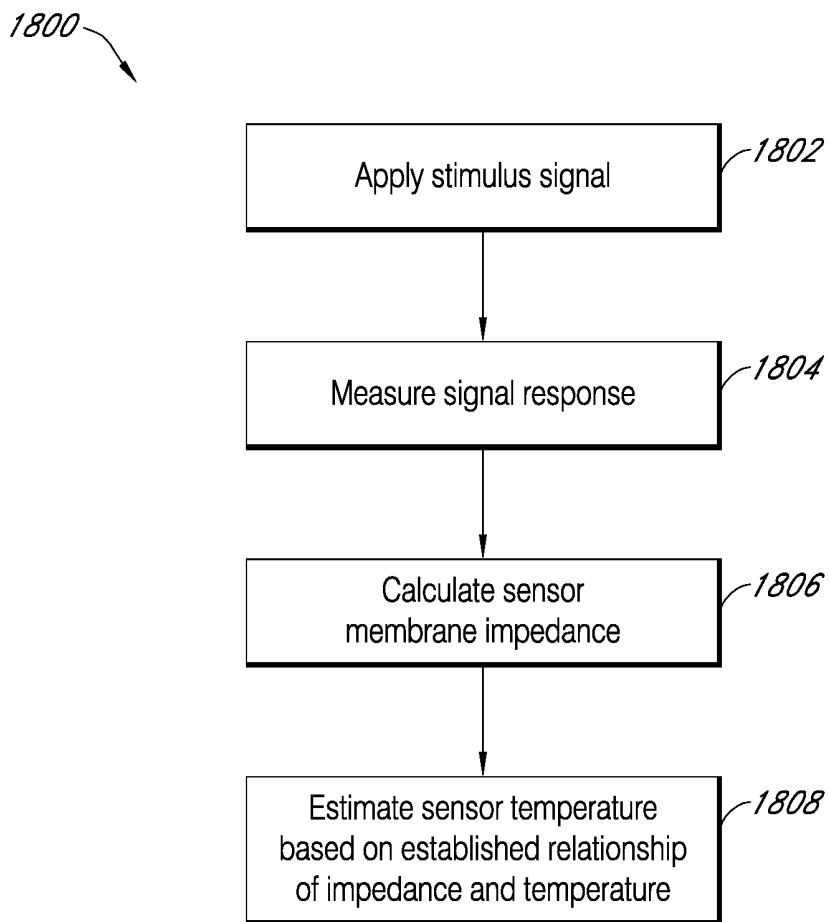 1800
Apply stimulus signal
1802
Measure signal response
1804
Calculate sensor
membrane impedance
1806
Estimate sensor temperature
based on established relationship
of impedance and temperature
1808